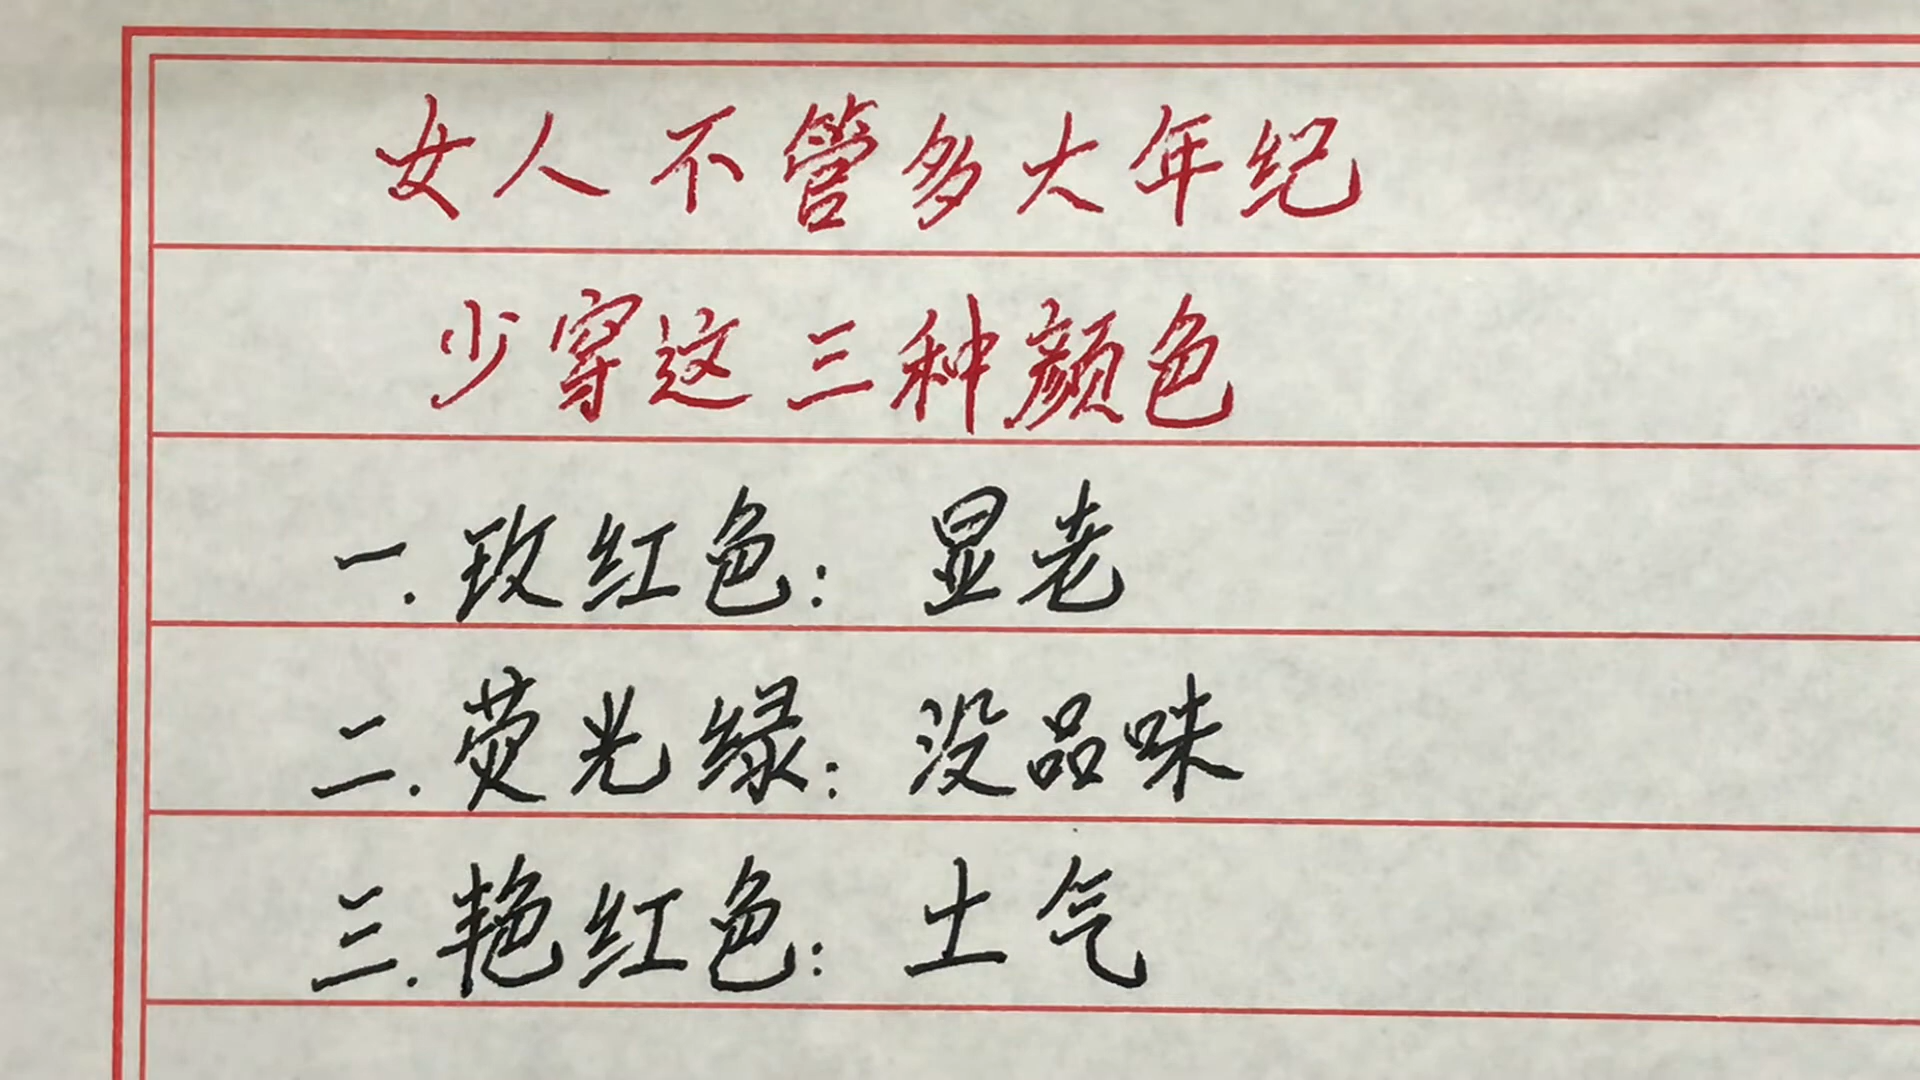 女人不管多大年纪
少穿这三种颜色
一.玫红色：显老
二.荧光绿：没品味
三.艳红色：土气